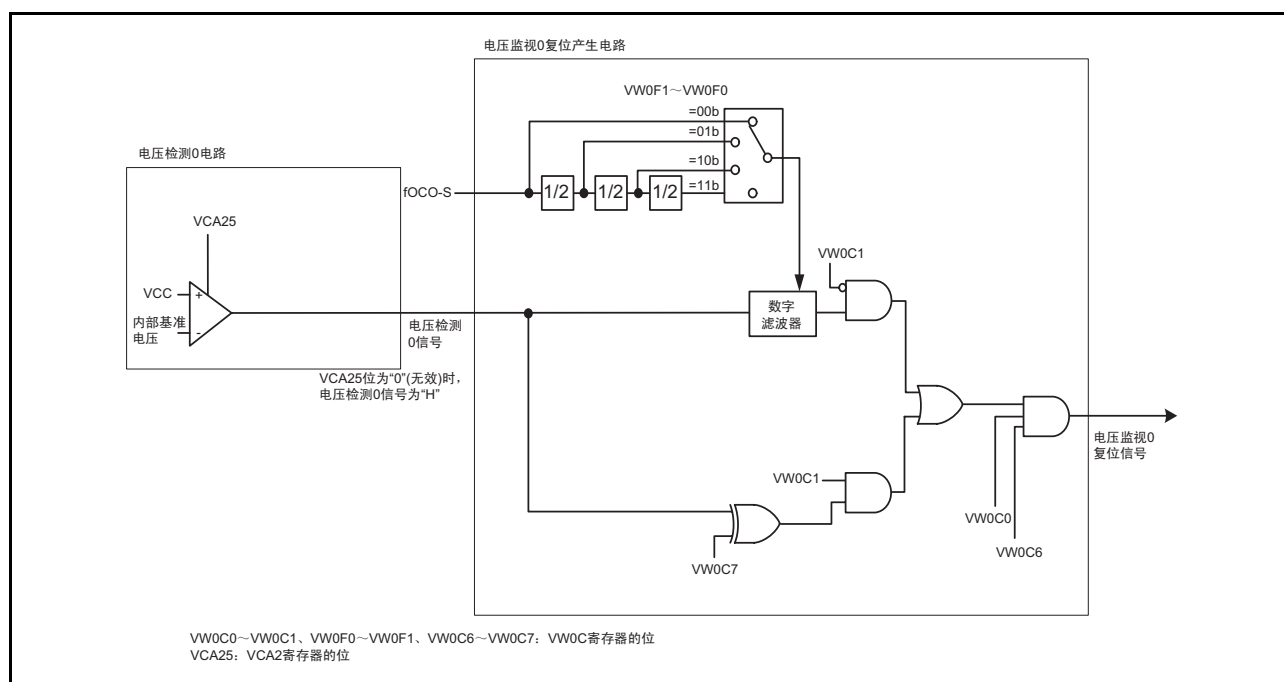 电压监视0复位产生电路
VW0F1～VW0F0
=00b
=01b
=10b
=11b
电压检测0电路
fOCO-S
1/2
1/2
1/2
VCA25
VCC
+
内部基准
电压
-
电压检测
0信号
VCA25位为“0”(无效)时，
电压检测0信号为“H”
数字
滤波器
VW0C1
VW0C1
VW0C7
VW0C0
VW0C6
电压监视0
复位信号
VW0C0～VW0C1、VW0F0～VW0F1、VW0C6～VW0C7：VW0C寄存器的位
VCA25：VCA2寄存器的位